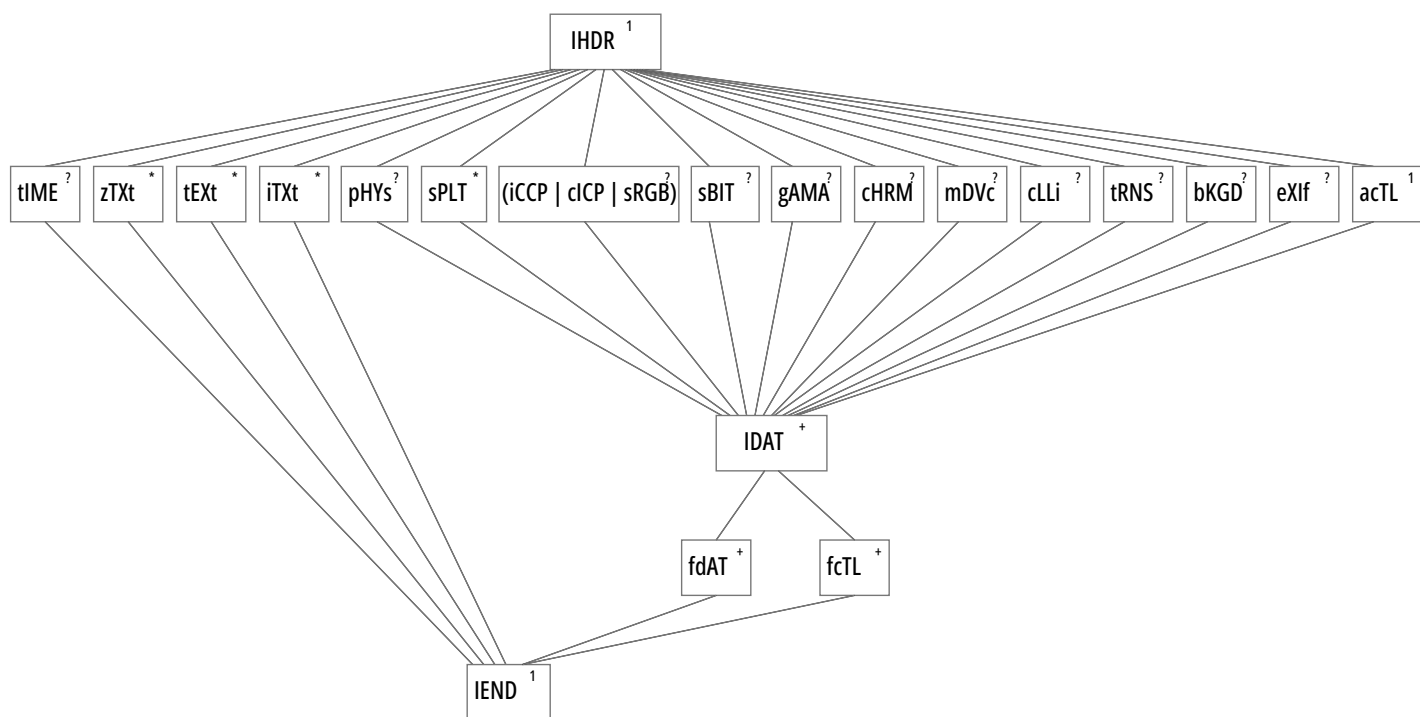 IHDR 1
tIME ? zTXt * tEXt * iTXt * pHYs ? sPLT * (iCCP | cICP | sRGB) ? sBIT ? gAMA ? cHRM ? mDVc ? cLLi ? tRNS ? bKGD ? eXIf ? acTL 1
IDAT +
fdAT + fcTL +
IEND 1